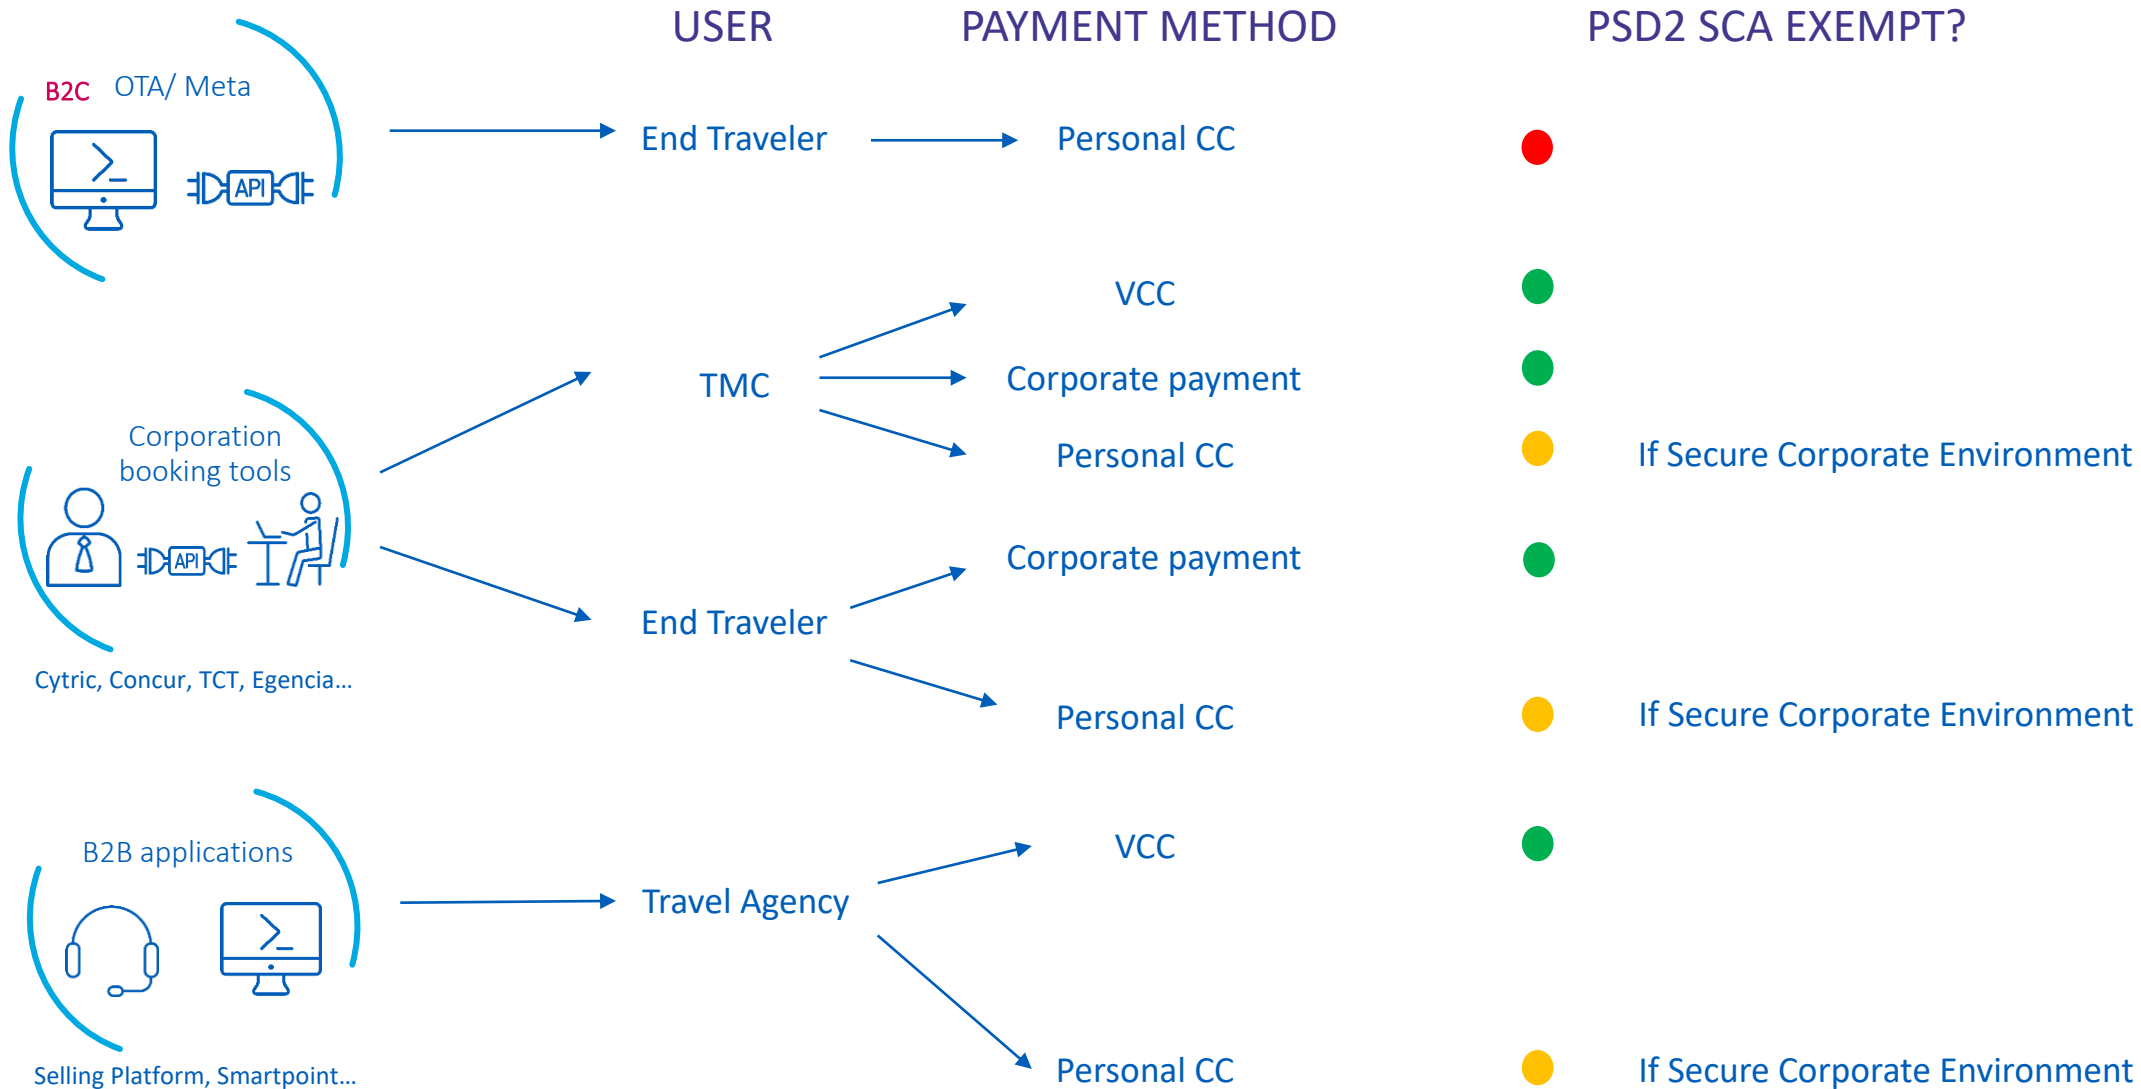 USER
PAYMENT METHOD
PSD2 SCA EXEMPT?
B2C
OTA/ Meta
API
End Traveler
Personal CC
Corporation
booking tools
API
Cytric, Concur, TCT, Egencia...
TMC
VCC
Corporate payment
Personal CC
If Secure Corporate Environment
End Traveler
Corporate payment
Personal CC
If Secure Corporate Environment
B2B applications
Selling Platform, Smartpoint...
Travel Agency
VCC
Personal CC
If Secure Corporate Environment